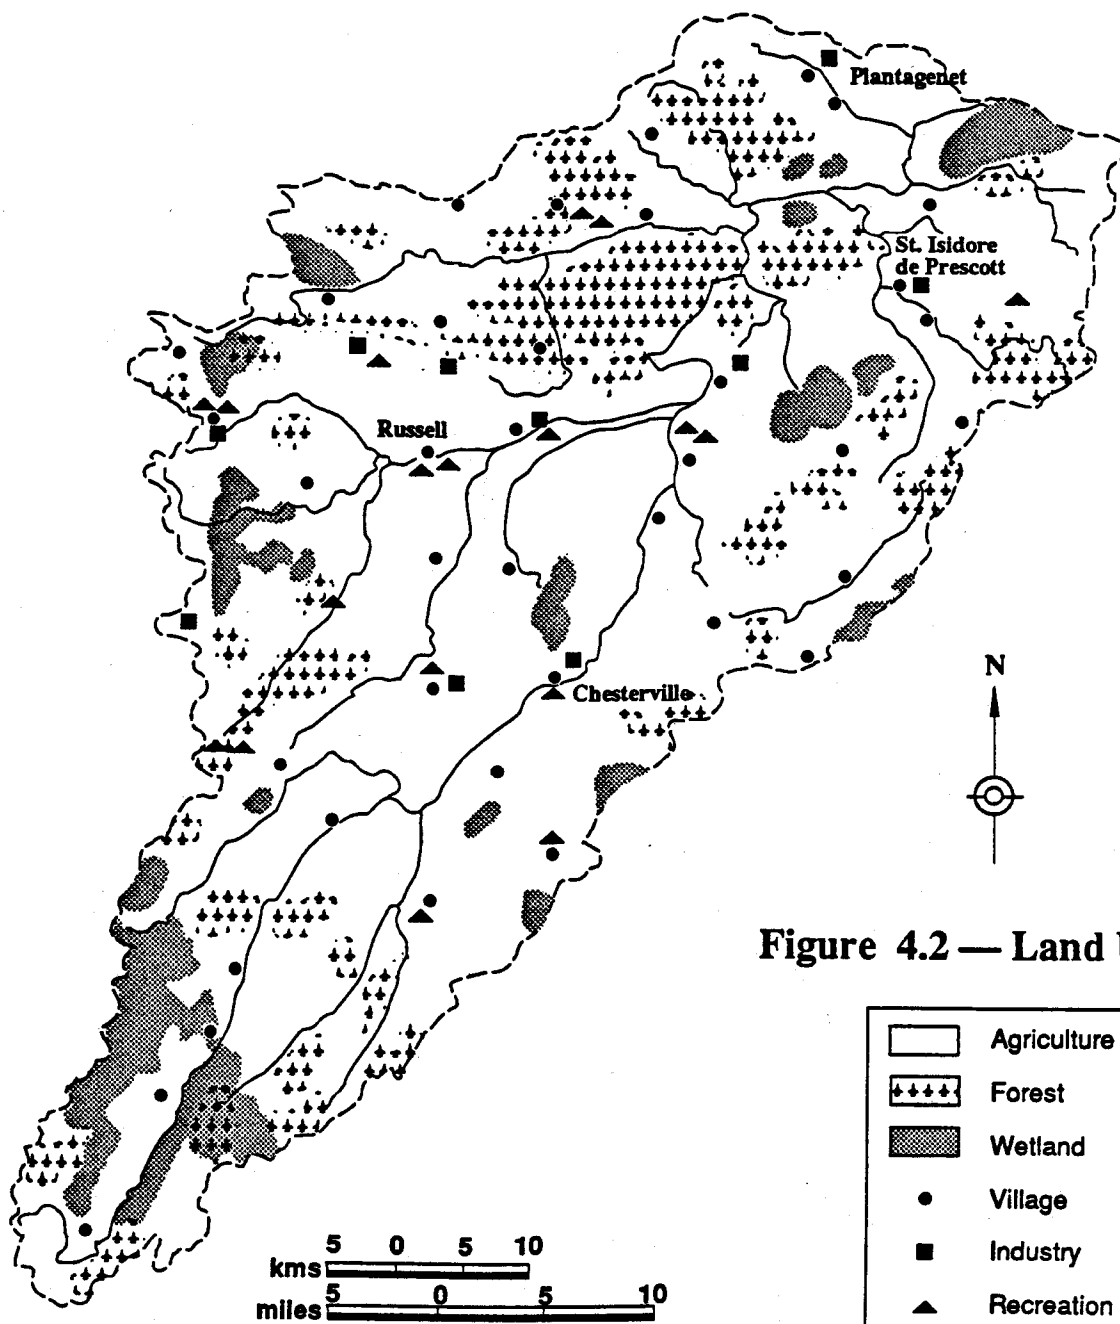 Plantagenet
St. Isidore
de Prescott
Russell
Chesterville
N
Figure 4.2 — Land
Agriculture
Forest
Wetland
Village
Industry
Recreation
5 0 5 10
kms
5 0 5 10
miles